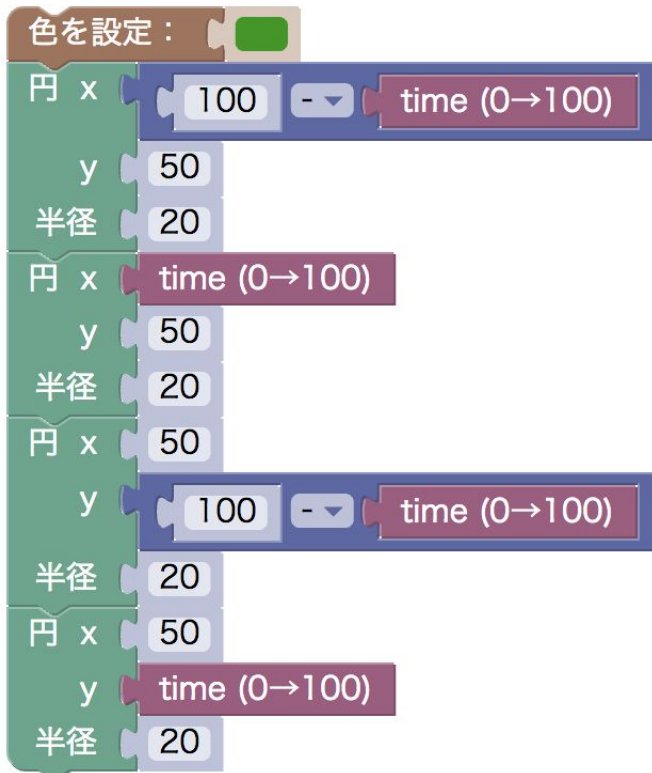 色を設定：
円 x 100 - time (0→100)
y 50
半径 20
円 x time (0→100)
y 50
半径 20
円 x 50
y 100 - time (0→100)
半径 20
円 x 50
y time (0→100)
半径 20